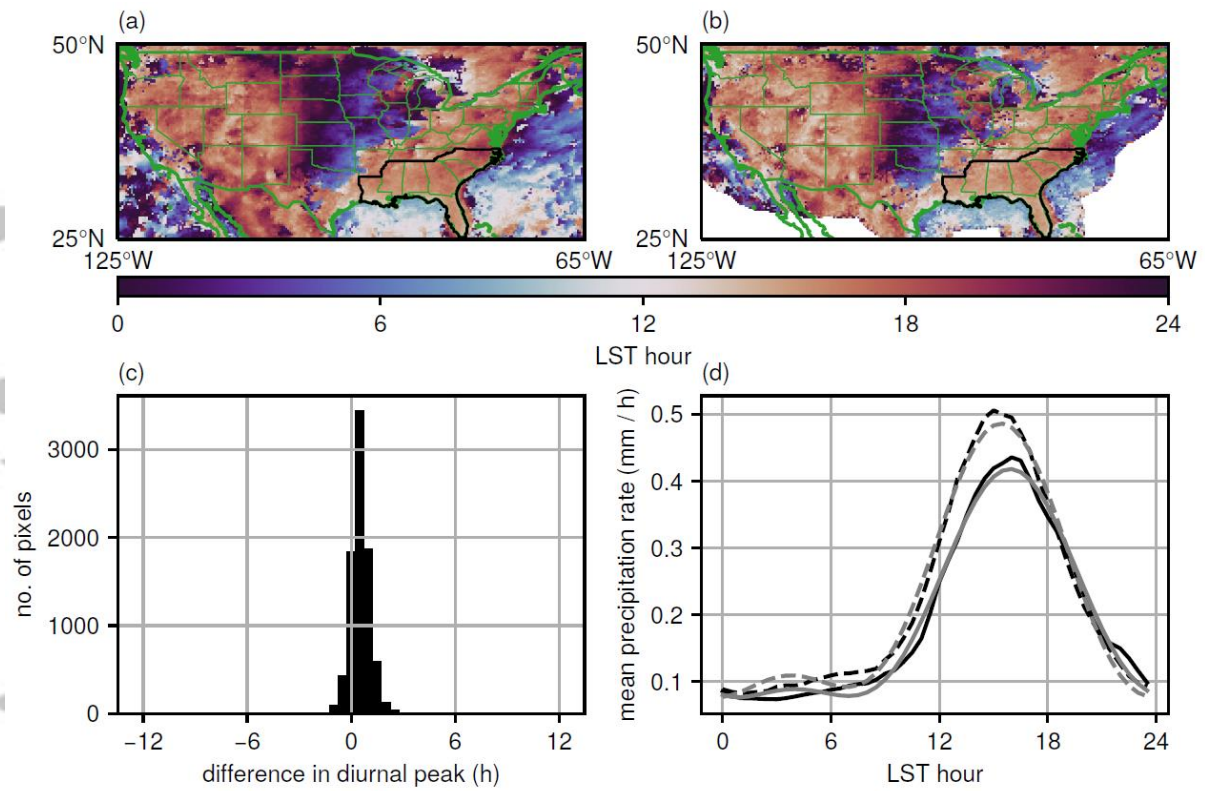 (a)
(b)
50°N
25°N
125°W
65°W
50°N
25°N
125°W
65°W
0
6
12
18
24
LST hour
(c)
(d)
3000
2000
1000
0
no. of pixels
−12
−6
0
6
12
difference in diurnal peak (h)
0.5
0.4
0.3
0.2
0.1
mean precipitation rate (mm / h)
0
6
12
18
24
LST hour